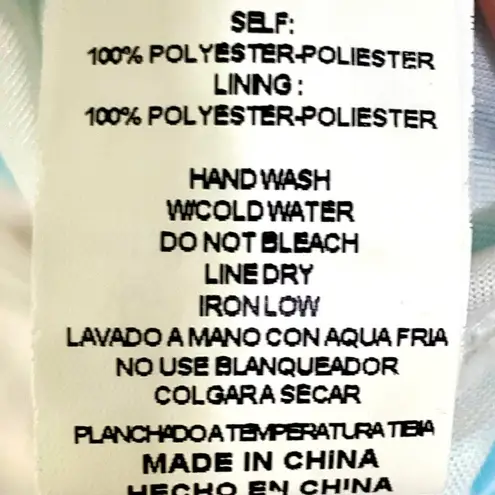 SELF:
100% POLYESTER-POLIESTER
LINING:
100% POLYESTER-POLIESTER
HAND WASH
W/COLD WATER
DO NOT BLEACH
LINE DRY
IRON LOW
LAVADO A MANO CON AQUA FRIA
NO USE BLANQUEADOR
COLGAR A SECAR
PLANCHADO A TEMPERATURA TIBIA
MADE IN CHINA
HECHO EN CHINA